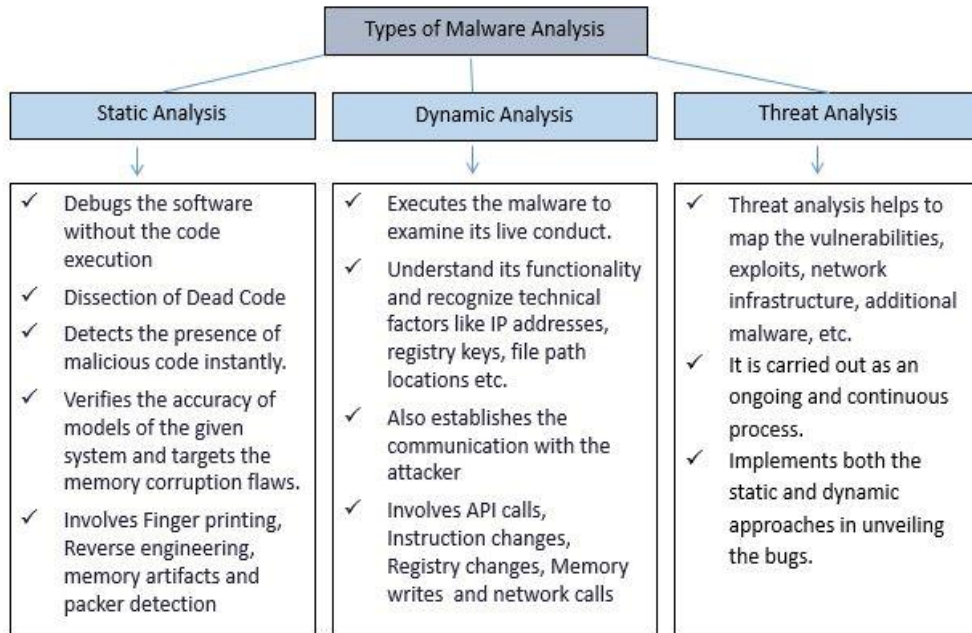 Types of Malware Analysis
Static Analysis
Dynamic Analysis
Threat Analysis
✓ Debugs the software
without the code
execution
✓ Dissection of Dead Code
✓ Detects the presence of
malicious code instantly.
✓ Verifies the accuracy of
models of the given
system and targets the
memory corruption flaws.
✓ Involves Finger printing,
Reverse engineering,
memory artifacts and
packer detection
✓ Executes the malware to
examine its live conduct.
✓ Understand its functionality
and recognize technical
factors like IP addresses,
registry keys, file path
locations etc.
✓ Also establishes the
communication with the
attacker
✓ Involves API calls,
Instruction changes,
Registry changes, Memory
writes and network calls
✓ Threat analysis helps to
map the vulnerabilities,
exploits, network
infrastructure, additional
malware, etc.
✓ It is carried out as an
ongoing and continuous
process.
✓ Implements both the
static and dynamic
approaches in unveiling
the bugs.